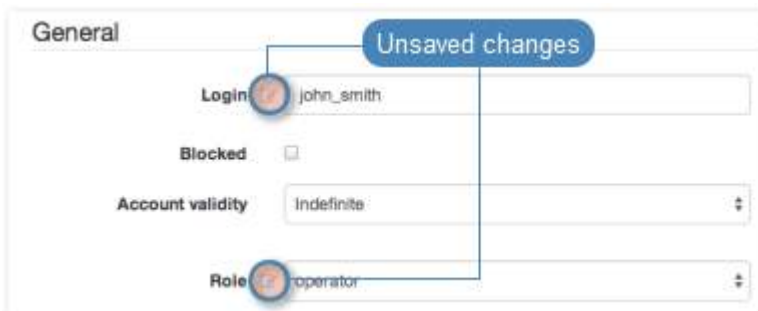 General
Unsaved changes
Login john_smith
Blocked
Account validity Indefinite
Role operator